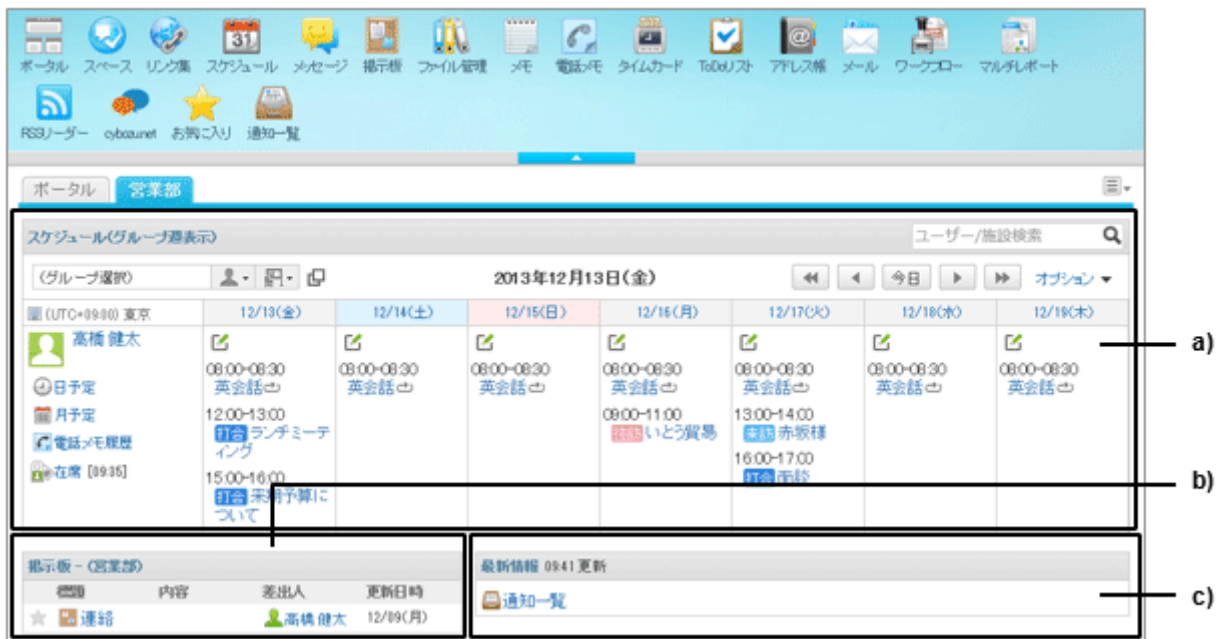 ポータル スペース リンク集 スケジュール メッセージ 掲示板 ファイル管理 メモ 電話メモ タイムカード ToDoリスト アドレス帳 メール ワークフロー マルチレポート
RSSリーダー cybozunet お気に入り 通知一覧
ポータル 営業部
スケジュール(グループ週表示) ユーザー/施設検索
(グループ選択) 2013年12月13日(金) 今日 オプション
(UTC+09:00) 東京 12/13(金) 12/14(土) 12/15(日) 12/16(月) 12/17(火) 12/18(水) 12/19(木)
高橋 健太
a)
08:00-08:30 08:00-08:30 08:00-08:30 08:00-08:30 08:00-08:30 08:00-08:30 08:00-08:30
日予定 英会話 英会話 英会話 英会話 英会話 英会話 英会話
月予定 12:00-13:00 09:00-11:00 13:00-14:00
打合 ランチミーテ いとう貿易 来訪 赤坂様
電話メモ履歴 ィング 16:00-17:00
在席 [09:35] 15:00-16:00 打合 面談
b)
打合 来期予算に
ついて
掲示板 - (営業部) 最新情報 09:41更新
標題 内容 差出人 更新日時 通知一覧
c)
連絡 高橋 健太 12/09(月)